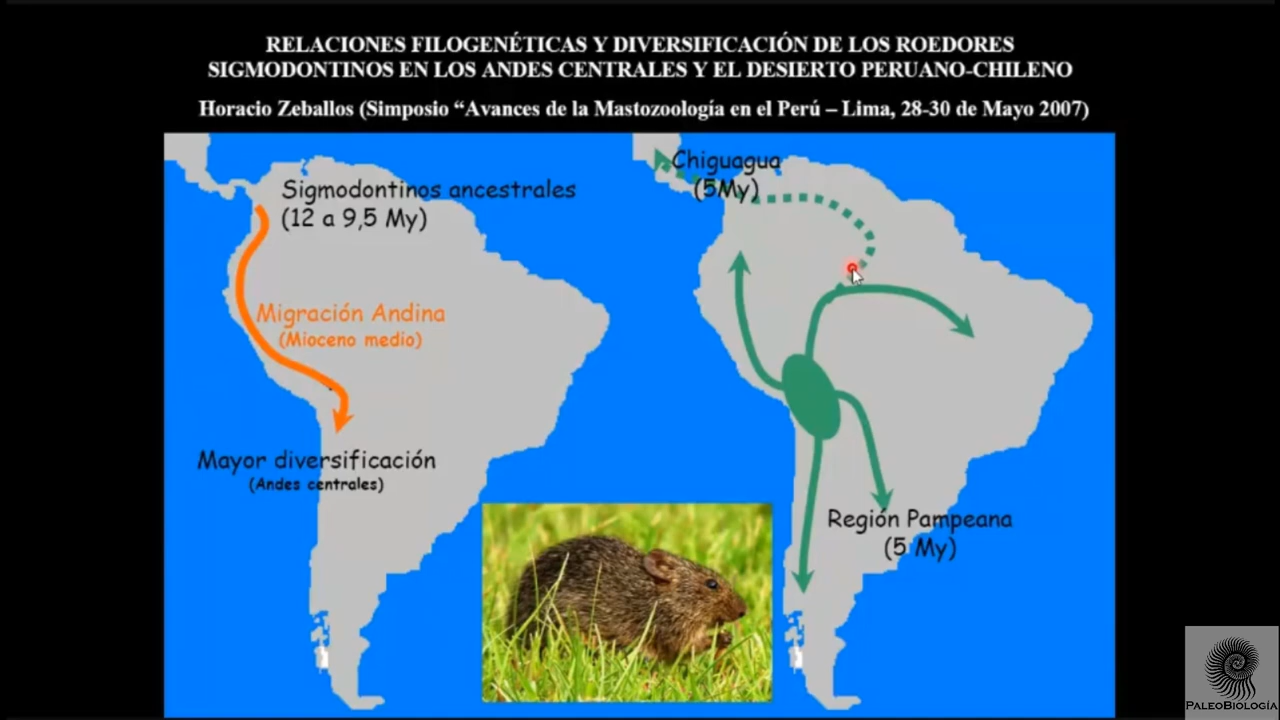 RELACIONES FILOGENÉTICAS Y DIVERSIFICACIÓN DE LOS ROEDORES
SIGMODONTINOS EN LOS ANDES CENTRALES Y EL DESIERTO PERUANO-CHILENO
Horacio Zeballos (Simposio “Avances de la Mastozoología en el Perú – Lima, 28-30 de Mayo 2007)
Sigmodontinos ancestrales
(12 a 9,5 My)
Migración Andina
(Mioceno medio)
Mayor diversificación
(Andes centrales)
Chiguagua
(5My)
Región Pampeana
(5 My)
PALEOBIOLOGÍA